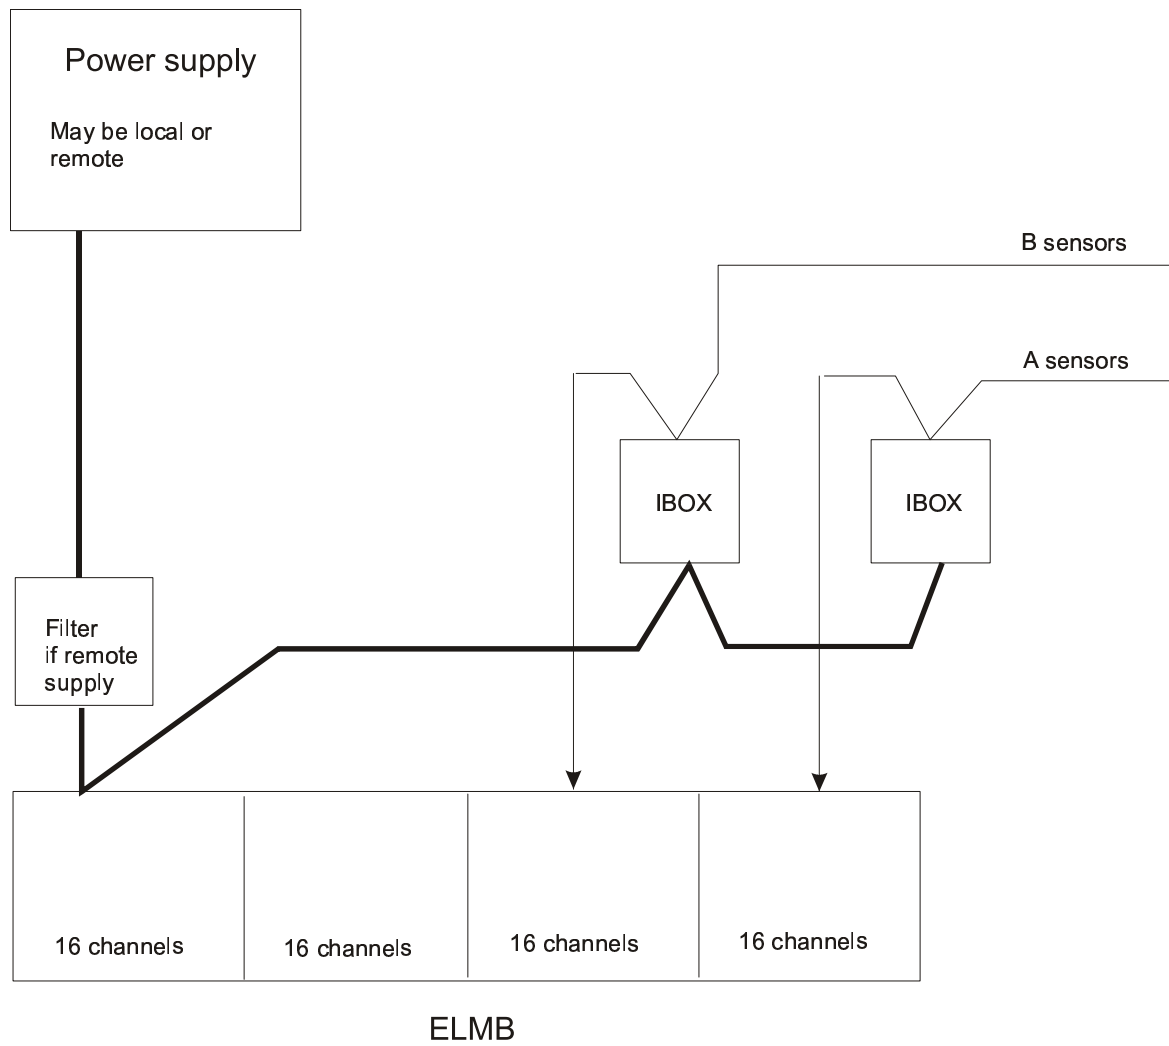 Power supply
May be local or
remote
B sensors
A sensors
IBOX
IBOX
Filter
if remote
supply
16 channels
16 channels
16 channels
16 channels
ELMB